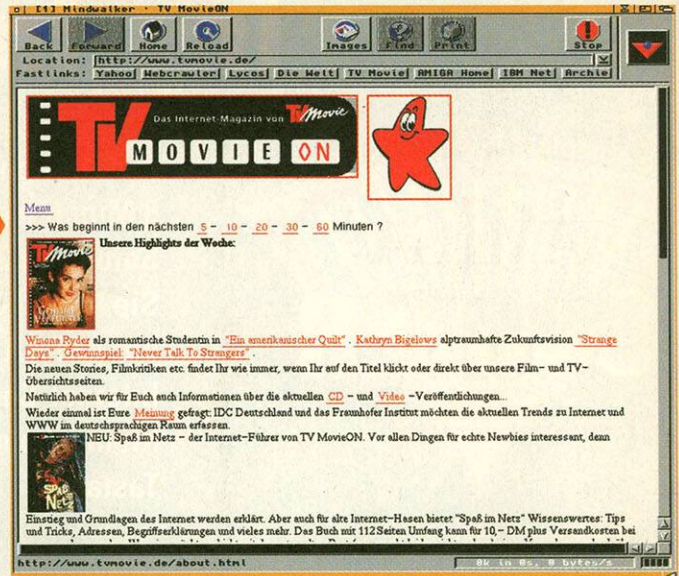 [1] Mindwalker · TV MovieON
Back Forward Home Reload Images Find Print Stop
Location: http://www.tvmovie.de/
Fastlinks: Yahoo Webcrawler Lycos Die Welt TV Movie AMIGA Home IBM Net Archie
Das Internet-Magazin von TV Movie
TV MOVIE ON
Menu
>>> Was beginnt in den nächsten 5 - 10 - 20 - 30 - 60 Minuten ?
TV Movie
Unsere Highlights der Woche:
Winona Ryder als romantische Studentin in "Ein amerikanischer Quilt" . Kathryn Bigelows alptraumhafte Zukunftsvision "Strange
Days" . Gewinnspiel: "Never Talk To Strangers" .
Die neuen Stories, Filmkritiken etc. findet Ihr wie immer, wenn Ihr auf den Titel klickt oder direkt über unsere Film- und TV-
Übersichtsseiten.
Natürlich haben wir für Euch auch Informationen über die aktuellen CD - und Video -Veröffentlichungen...
Wieder einmal ist Eure Meinung gefragt: IDC Deutschland und das Fraunhofer Institut möchten die aktuellen Trends zu Internet und
WWW im deutschsprachigen Raum erfassen.
NEU: Spaß im Netz - der Internet-Führer von TV MovieON. Vor allen Dingen für echte Newbies interessant, denn
Spaß im Netz
Einstieg und Grundlagen des Internet werden erklärt. Aber auch für alte Internet-Hasen bietet "Spaß im Netz" Wissenswertes: Tips
und Tricks, Adressen, Begriffserklärungen und vieles mehr. Das Buch mit 112 Seiten Umfang kann für 10,- DM plus Versandkosten bei
http://www.tvmovie.de/about.html
0k in 0s, 0 bytes/s